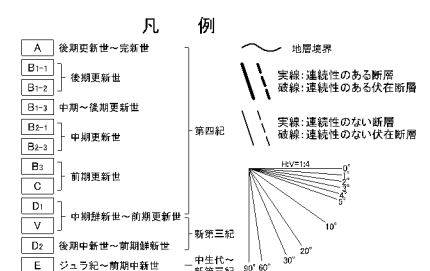 凡 例
A 後期更新世～完新世
B1-1
B1-2
後期更新世
B1-3 中期～後期更新世
B2-1
B2-3
中期更新世
B3
C
前期更新世
D1
V
中期鮮新世～前期更新世
D2 後期中新世～前期鮮新世
E ジュラ紀～前期中新世
第四紀
新第三紀
中生代～
新第三紀
地層境界
実線：連続性のある断層
破線：連続性のある伏在断層
実線：連続性のない断層
破線：連続性のない伏在断層
H:V=1:4
0°
1°
2°
3°
4°
5°
10°
20°
30°
60°
90°